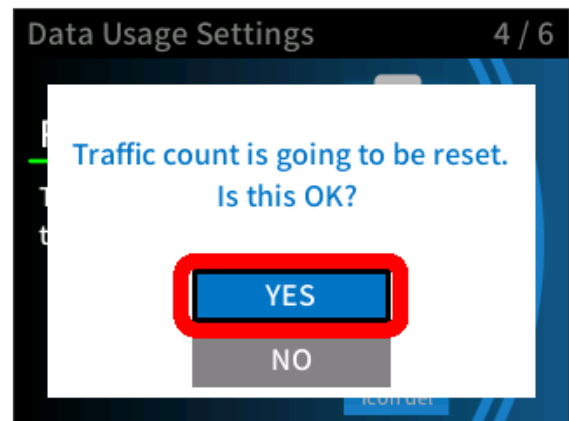 Data Usage Settings 4 / 6
Traffic count is going to be reset.
Is this OK?
YES
NO